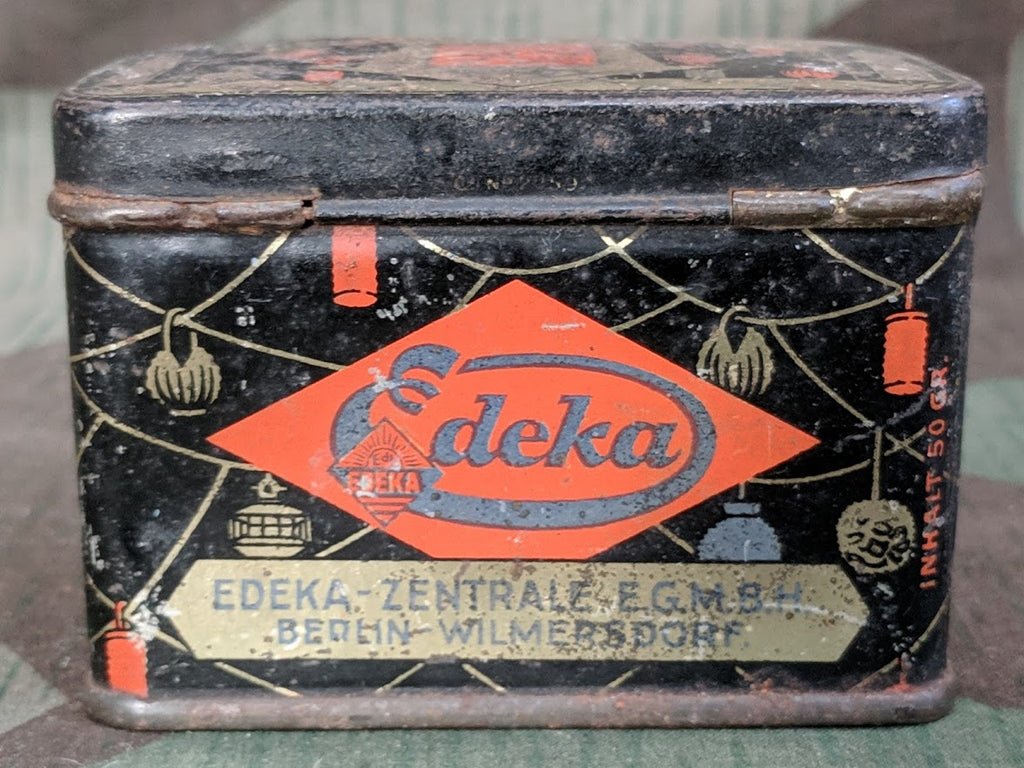 Edeka
EDEKA
EDEKA-ZENTRALE E.G.M.B.H.
BERLIN-WILMERSDORF
INHALT 50 GR.